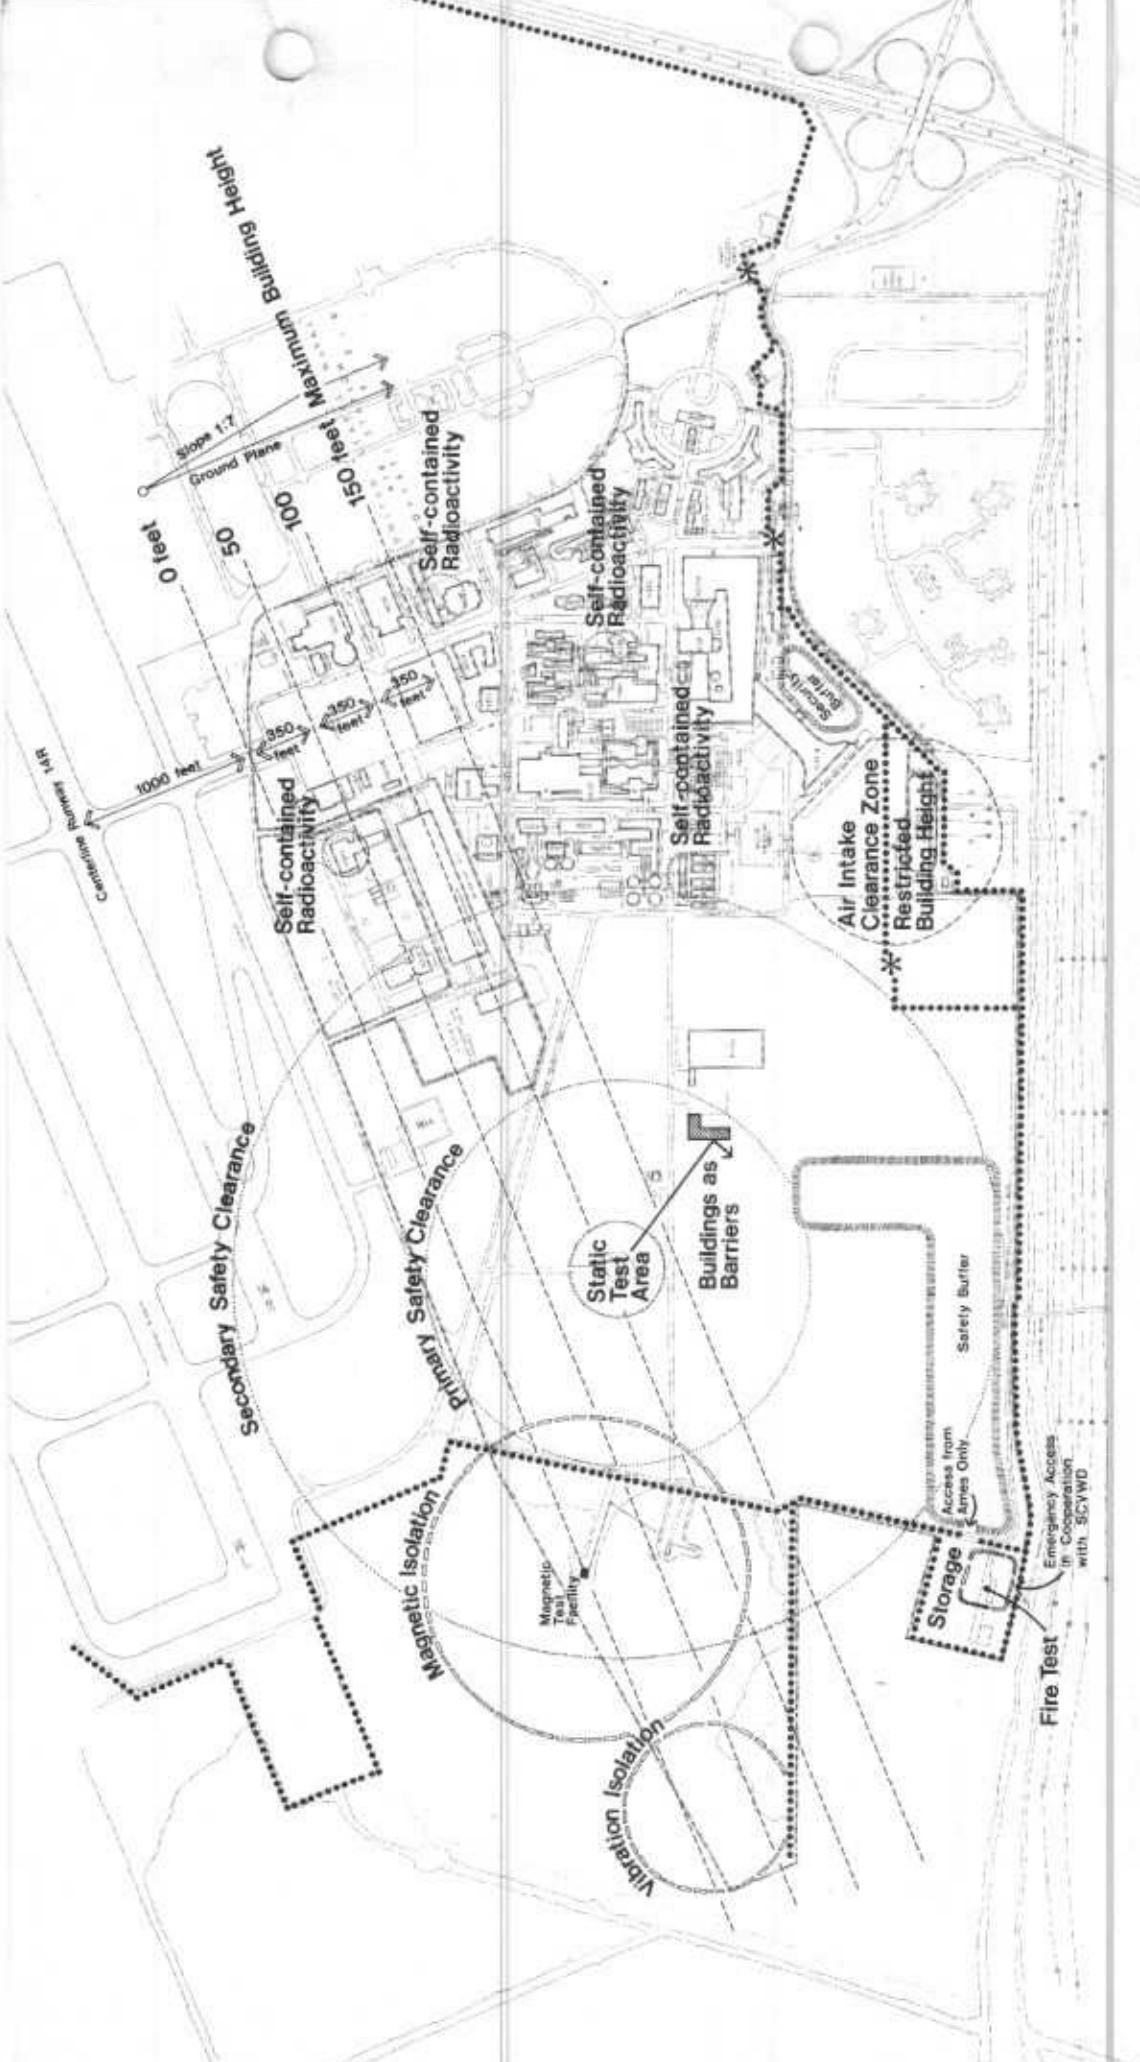 Maximum Building Height
Slope 1:7
Ground Plane
0 feet
50
100
150 feet
Self-contained
Radioactivity
Self-contained
Radioactivity
350
feet
350
feet
350
feet
1000 feet
Centerline Runway 14R
Security
Buffer
Self-contained
Radioactivity
Self-contained
Radioactivity
Air Intake
Clearance Zone
Restricted
Building Height
Secondary Safety Clearance
Primary Safety Clearance
Static
Test
Area
Buildings as
Barriers
Safety Buffer
Access from
Ames Only
Emergency Access
in Cooperation
with SCVWD
Magnetic Isolation
Magnetic
Test
Facility
Storage
Fire Test
Vibration Isolation